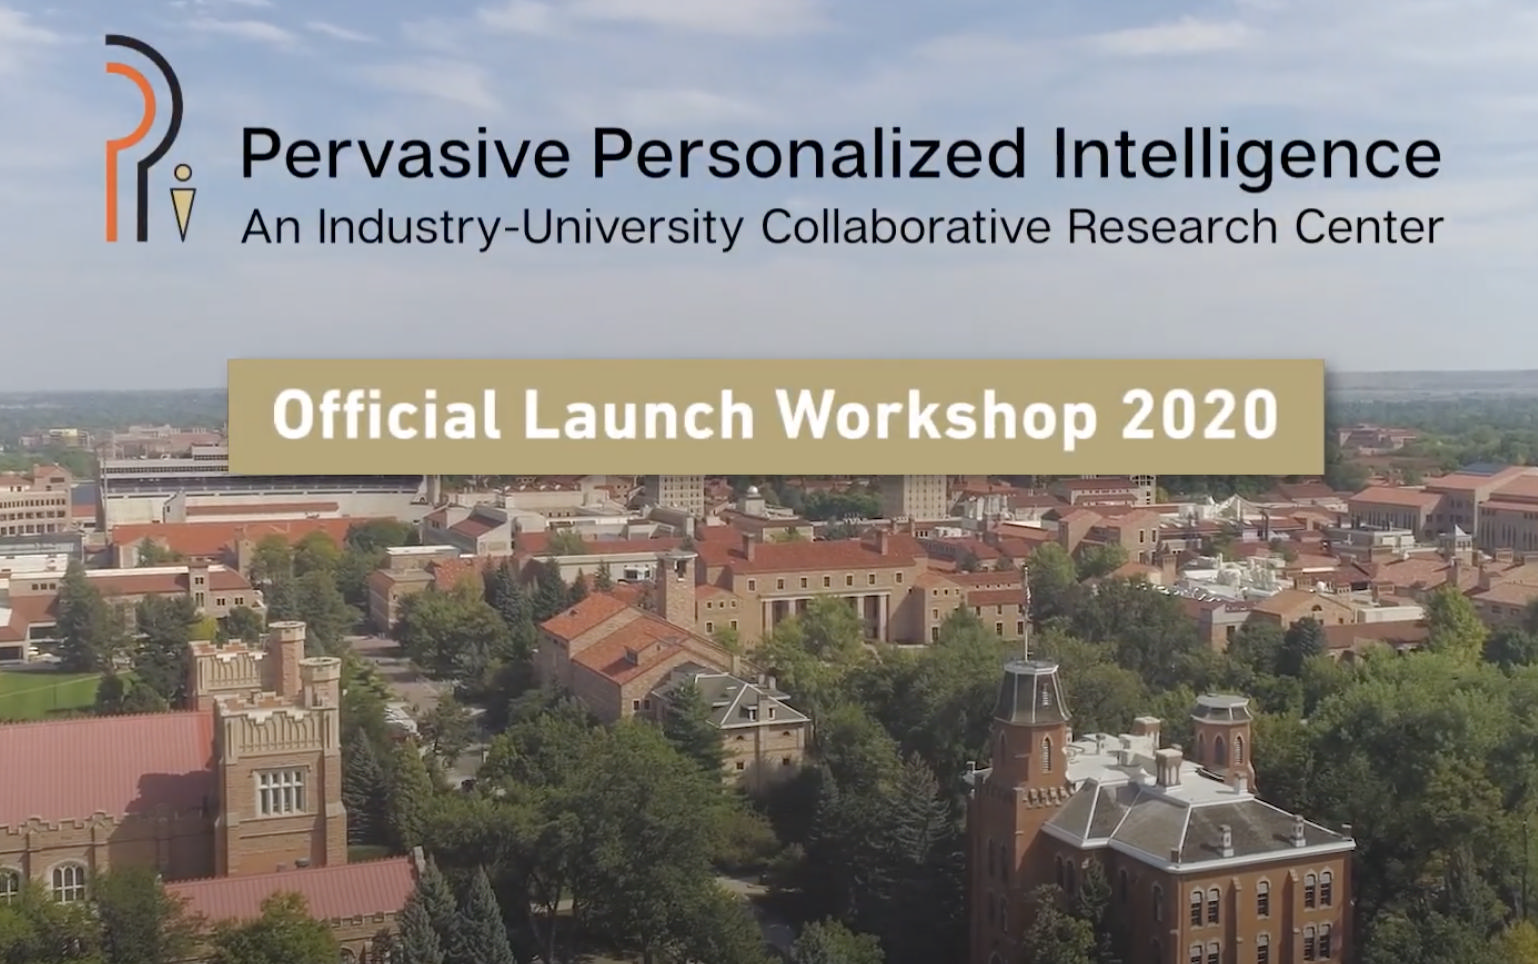 Pervasive Personalized Intelligence
An Industry-University Collaborative Research Center
Official Launch Workshop 2020